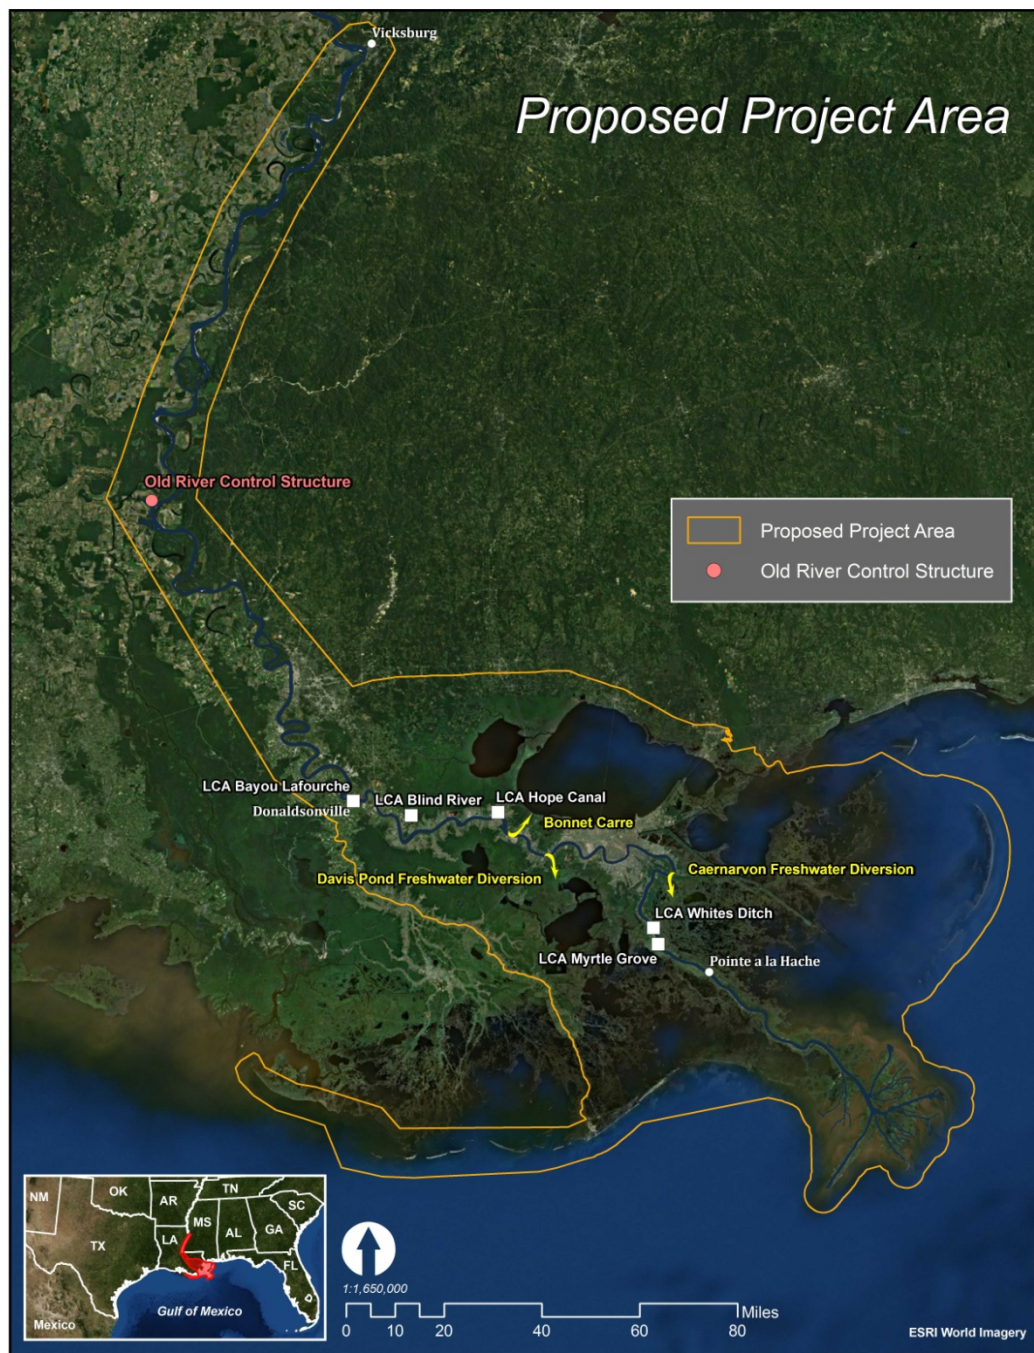 Vicksburg
Proposed Project Area
Old River Control Structure
Proposed Project Area
Old River Control Structure
LCA Bayou Lafourche
Donaldsonville
LCA Blind River
LCA Hope Canal
Bonnet Carre
Davis Pond Freshwater Diversion
Caernarvon Freshwater Diversion
LCA Whites Ditch
LCA Myrtle Grove
Pointe a la Hache
NM
OK
AR
TN
SC
MS
AL
GA
TX
LA
FL
Gulf of Mexico
Mexico
1:1,650,000
Miles
0 10 20 40 60 80
ESRI World Imagery